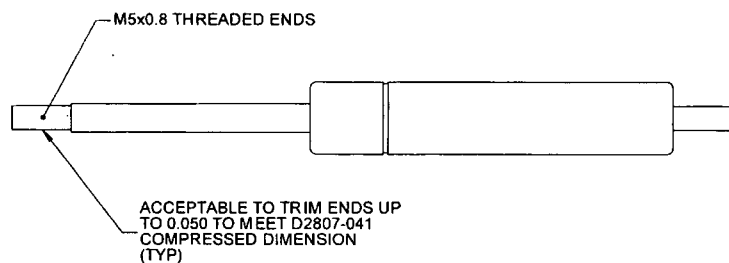 M5x0.8 THREADED ENDS
ACCEPTABLE TO TRIM ENDS UP
TO 0.050 TO MEET D2807-041
COMPRESSED DIMENSION
(TYP)